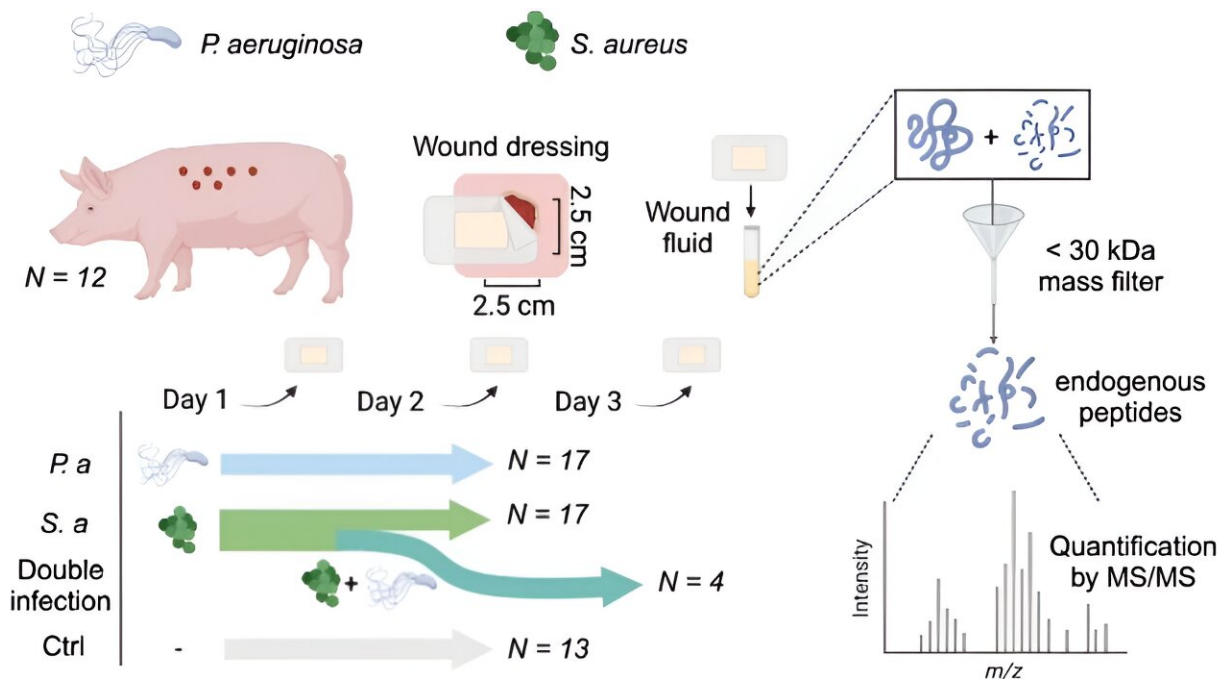 P. aeruginosa
S. aureus
N = 12
Wound dressing
2.5 cm
2.5 cm
Wound
fluid
+
< 30 kDa
mass filter
endogenous
peptides
Day 1
Day 2
Day 3
P. a
N = 17
S. a
N = 17
Double
infection
+
N = 4
Ctrl
-
N = 13
Intensity
m/z
Quantification
by MS/MS